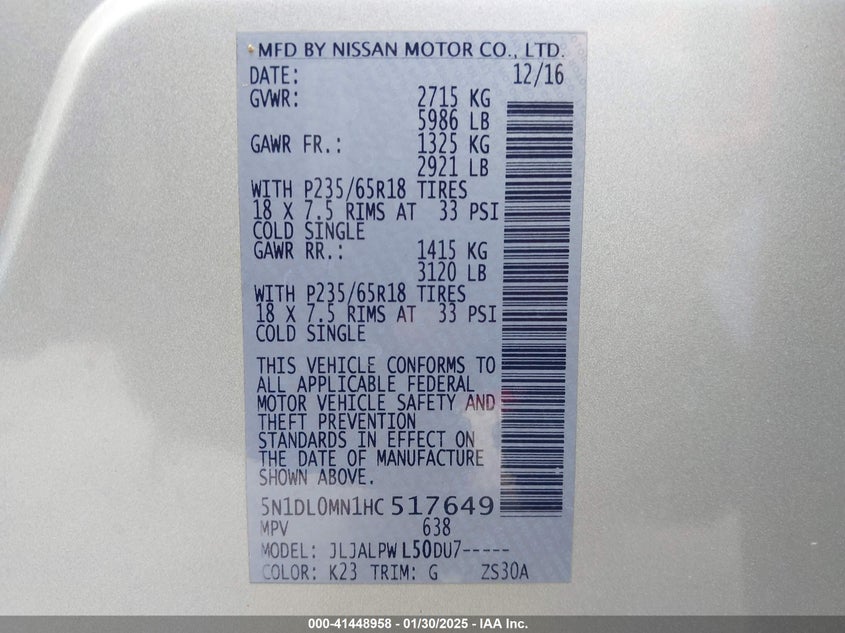 MFD BY NISSAN MOTOR CO., LTD.
DATE: 12/16
GVWR: 2715 KG
5986 LB
GAWR FR.: 1325 KG
2921 LB
WITH P235/65R18 TIRES
18 X 7.5 RIMS AT 33 PSI
COLD SINGLE
GAWR RR.: 1415 KG
3120 LB
WITH P235/65R18 TIRES
18 X 7.5 RIMS AT 33 PSI
COLD SINGLE
THIS VEHICLE CONFORMS TO
ALL APPLICABLE FEDERAL
MOTOR VEHICLE SAFETY AND
THEFT PREVENTION
STANDARDS IN EFFECT ON
THE DATE OF MANUFACTURE
SHOWN ABOVE.
5N1DL0MN1HC517649
MPV 638
MODEL: JLJALPWL50DU7-----
COLOR: K23 TRIM: G ZS30A
000-41448958 - 01/30/2025 - IAA Inc.